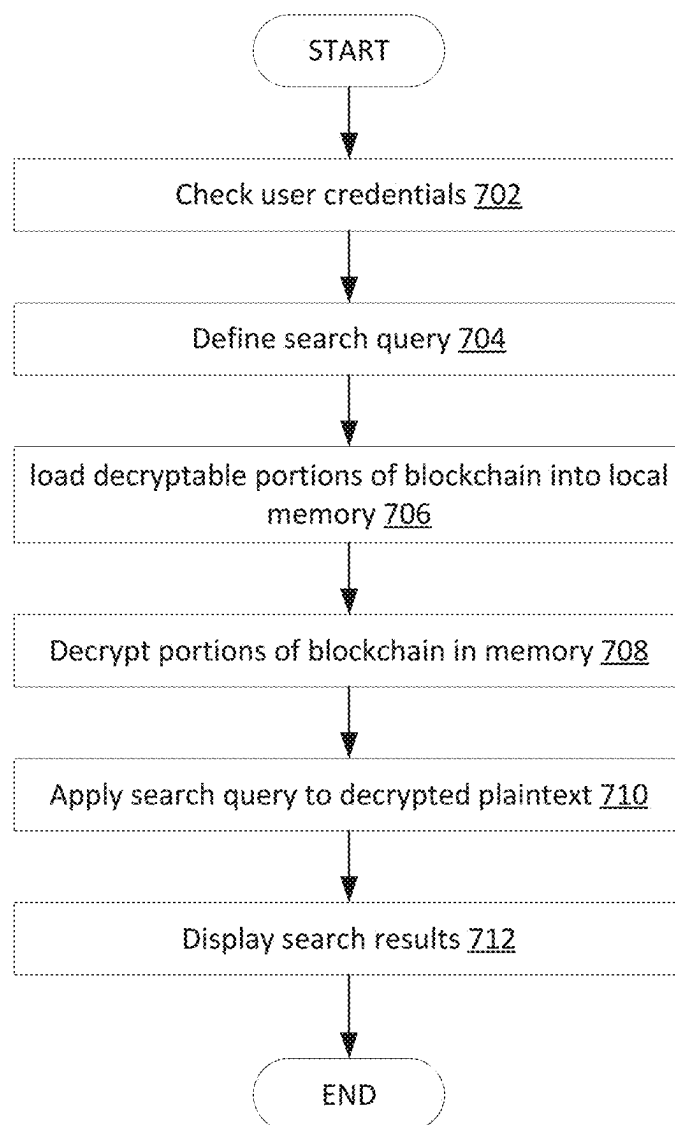 START
Check user credentials 702
Define search query 704
load decryptable portions of blockchain into local
memory 706
Decrypt portions of blockchain in memory 708
Apply search query to decrypted plaintext 710
Display search results 712
END